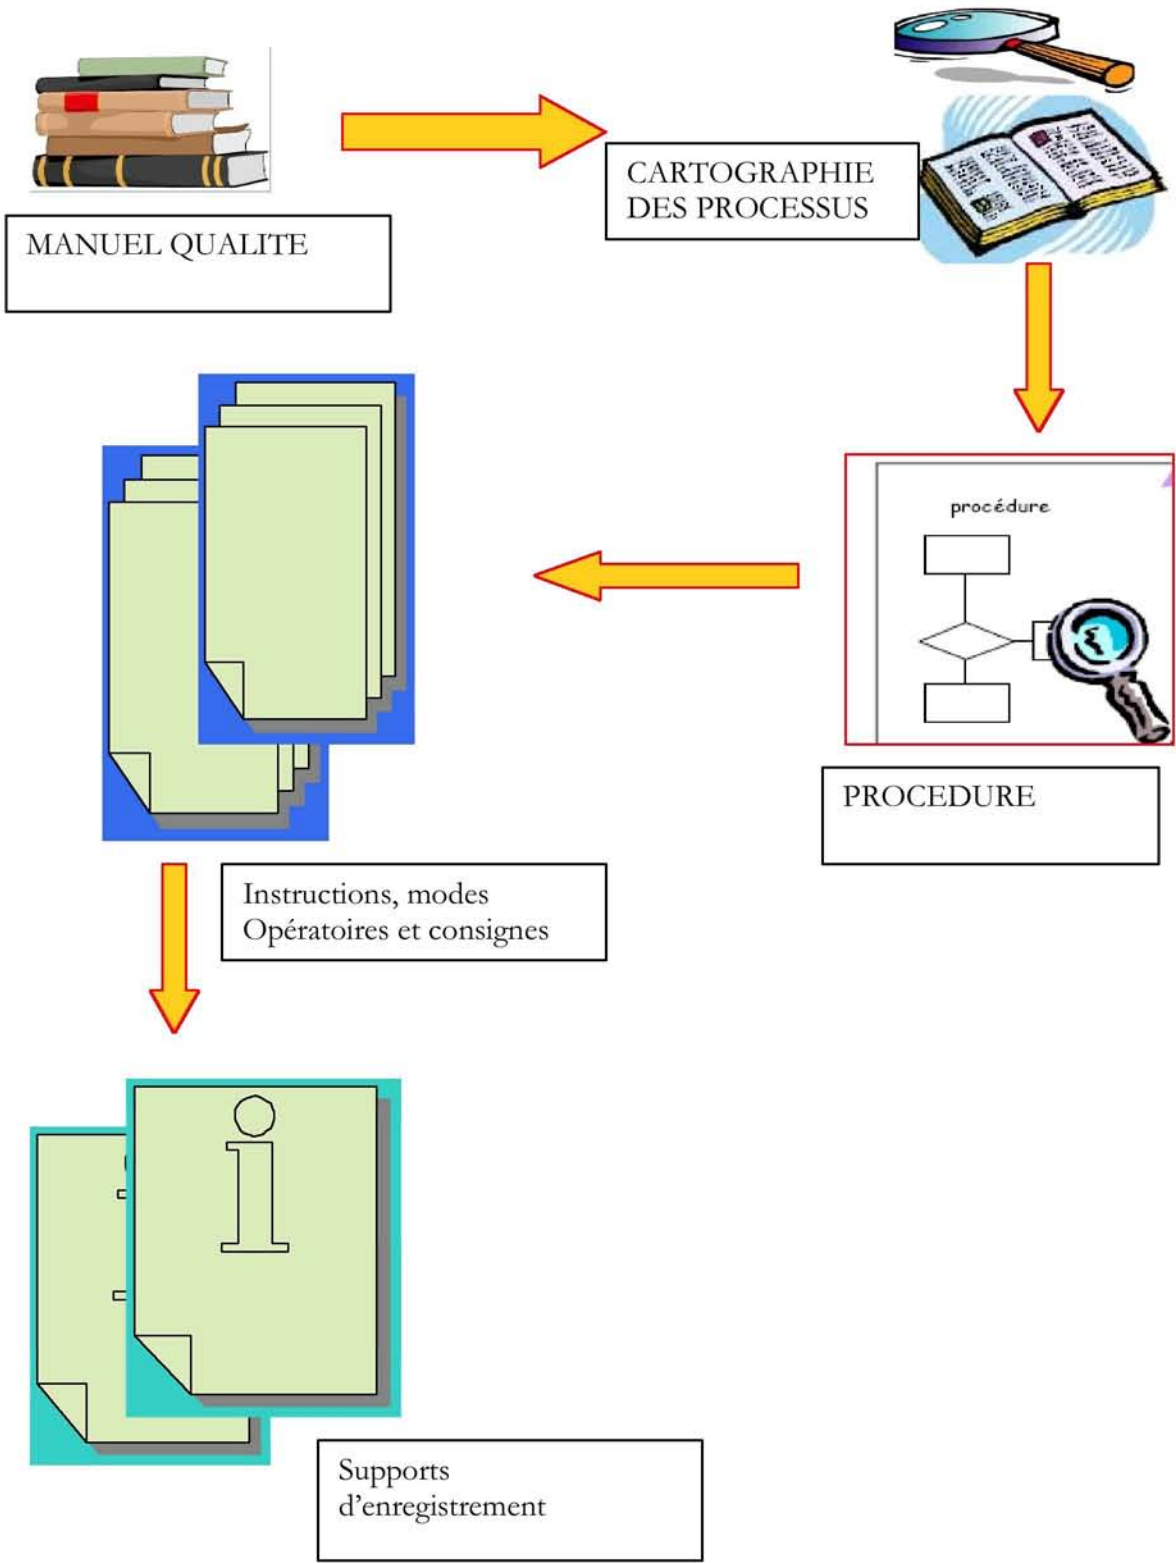 MANUEL QUALITE
CARTOGRAPHIE
DES PROCESSUS
procédure
PROCEDURE
Instructions, modes
Opératoires et consignes
i
Supports
d'enregistrement